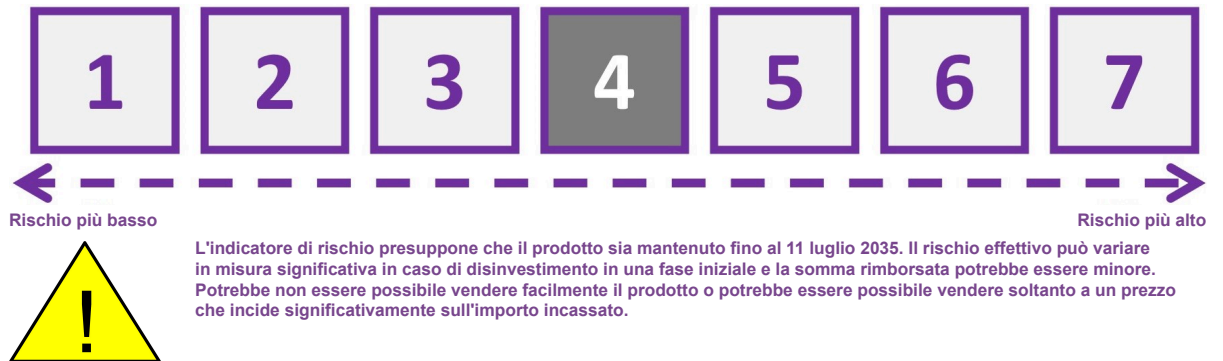 1 2 3 4 5 6 7
Rischio più basso Rischio più alto
L'indicatore di rischio presuppone che il prodotto sia mantenuto fino al 11 luglio 2035. Il rischio effettivo può variare
in misura significativa in caso di disinvestimento in una fase iniziale e la somma rimborsata potrebbe essere minore.
Potrebbe non essere possibile vendere facilmente il prodotto o potrebbe essere possibile vendere soltanto a un prezzo
che incide significativamente sull'importo incassato.
!